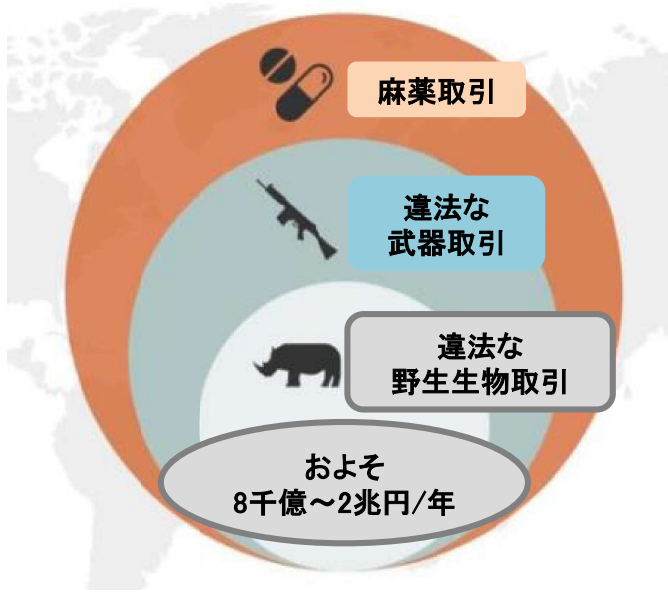 麻薬取引
違法な
武器取引
違法な
野生生物取引
およそ
8千億～2兆円/年